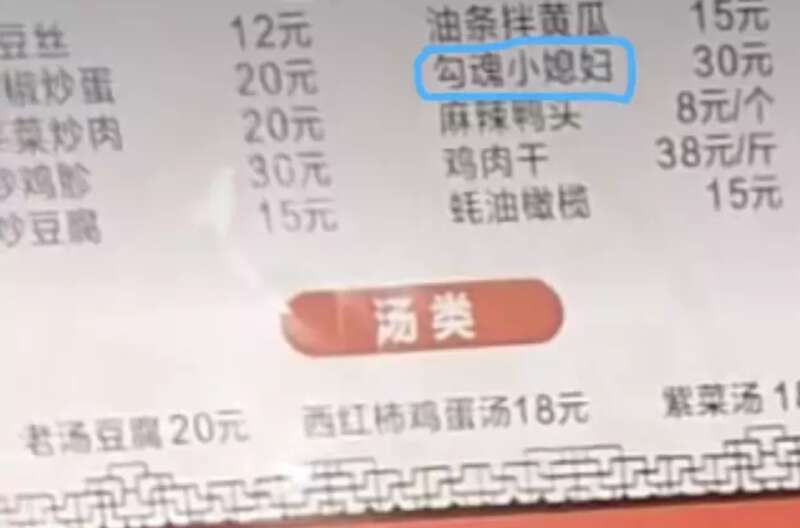 豆丝 12元
椒炒蛋 20元
菜炒肉 20元
炒鸡胗 30元
炒豆腐 15元
油条拌黄瓜 15元
勾魂小媳妇 30元
麻辣鸭头 8元/个
鸡肉干 38元/斤
蚝油橄榄 15元
汤类
老汤豆腐20元 西红柿鸡蛋汤18元 紫菜汤 18